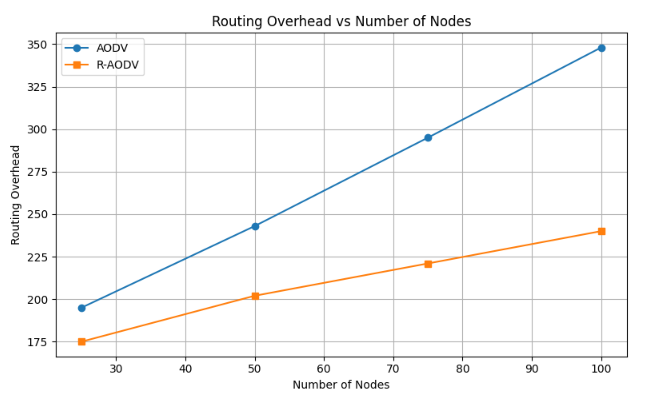 Routing Overhead vs Number of Nodes
AODV
R-AODV
Routing Overhead
350
325
300
275
250
225
200
175
30 40 50 60 70 80 90 100
Number of Nodes